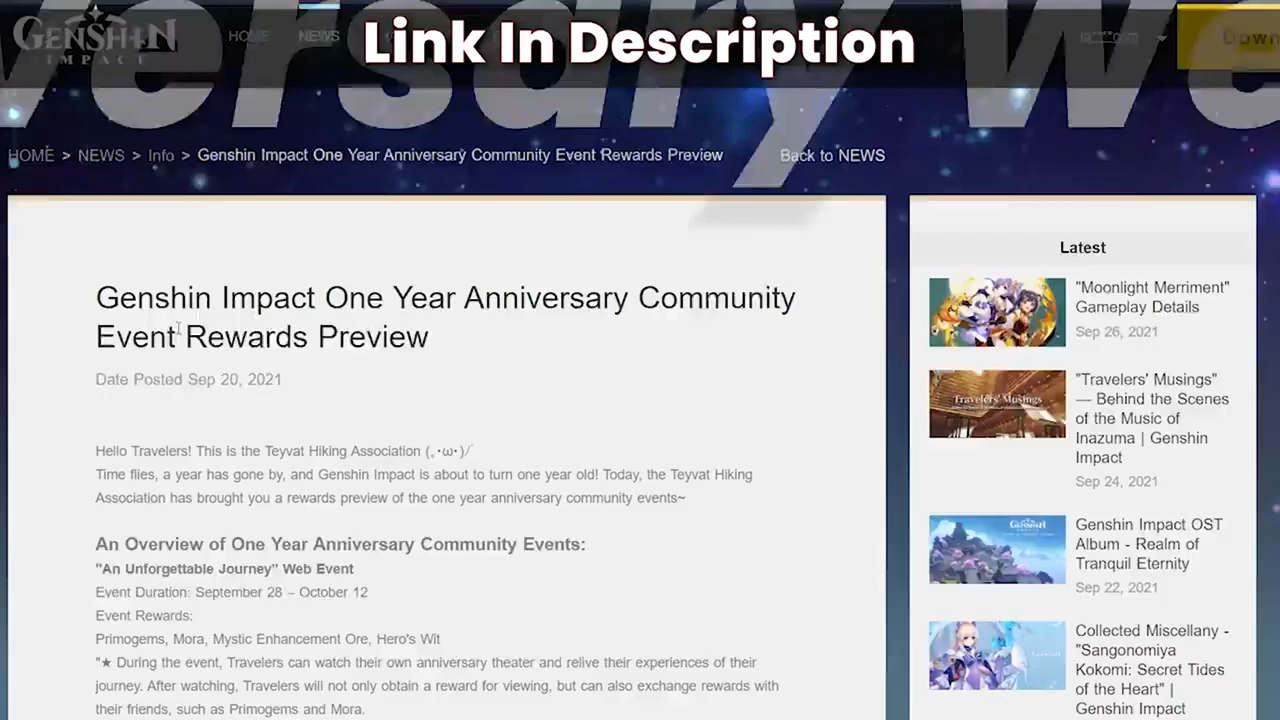 GENSHIN
IMPACT
HOME
NEWS
Link In Description
Down
versary We
HOME > NEWS > Info > Genshin Impact One Year Anniversary Community Event Rewards Preview
Back to NEWS
Genshin Impact One Year Anniversary Community
Event Rewards Preview
Date Posted Sep 20, 2021
Hello Travelers! This is the Teyvat Hiking Association (｡･ω･)/
Time flies, a year has gone by, and Genshin Impact is about to turn one year old! Today, the Teyvat Hiking
Association has brought you a rewards preview of the one year anniversary community events~
An Overview of One Year Anniversary Community Events:
"An Unforgettable Journey" Web Event
Event Duration: September 28 – October 12
Event Rewards:
Primogems, Mora, Mystic Enhancement Ore, Hero's Wit
"★ During the event, Travelers can watch their own anniversary theater and relive their experiences of their
journey. After watching, Travelers will not only obtain a reward for viewing, but can also exchange rewards with
their friends, such as Primogems and Mora.
Latest
"Moonlight Merriment"
Gameplay Details
Sep 26, 2021
Travelers' Musings
"Travelers' Musings"
— Behind the Scenes
of the Music of
Inazuma | Genshin
Impact
Sep 24, 2021
GENSHIN
Genshin Impact OST
Album - Realm of
Tranquil Eternity
Sep 22, 2021
Collected Miscellany -
"Sangonomiya
Kokomi: Secret Tides
of the Heart" |
Genshin Impact